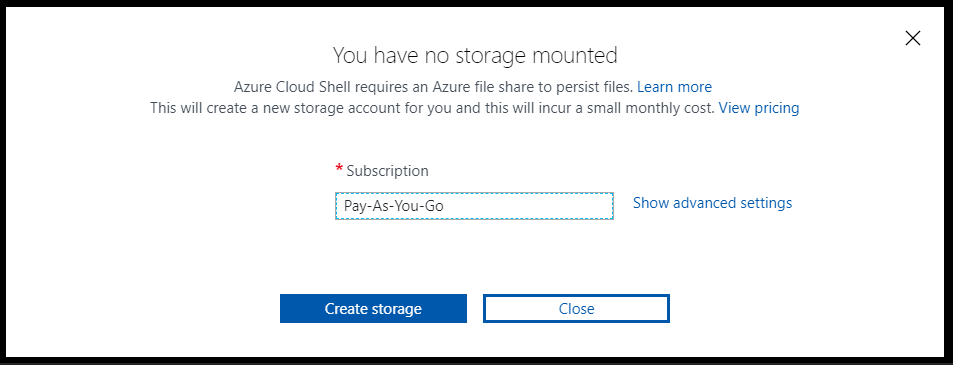 You have no storage mounted
Azure Cloud Shell requires an Azure file share to persist files. Learn more
This will create a new storage account for you and this will incur a small monthly cost. View pricing
* Subscription
Pay-As-You-Go
Show advanced settings
Create storage
Close